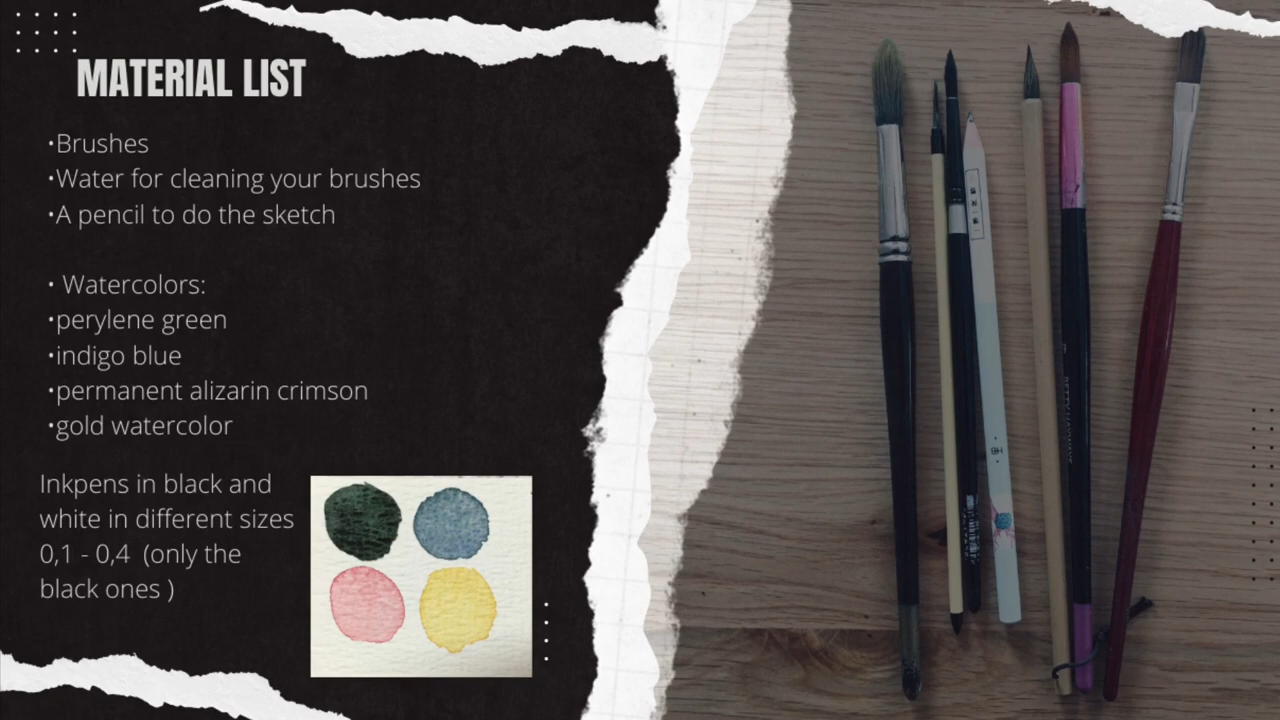 MATERIAL LIST
•Brushes
•Water for cleaning your brushes
•A pencil to do the sketch
• Watercolors:
•perylene green
•indigo blue
•permanent alizarin crimson
•gold watercolor
Inkpens in black and
white in different sizes
0,1 - 0,4 (only the
black ones )